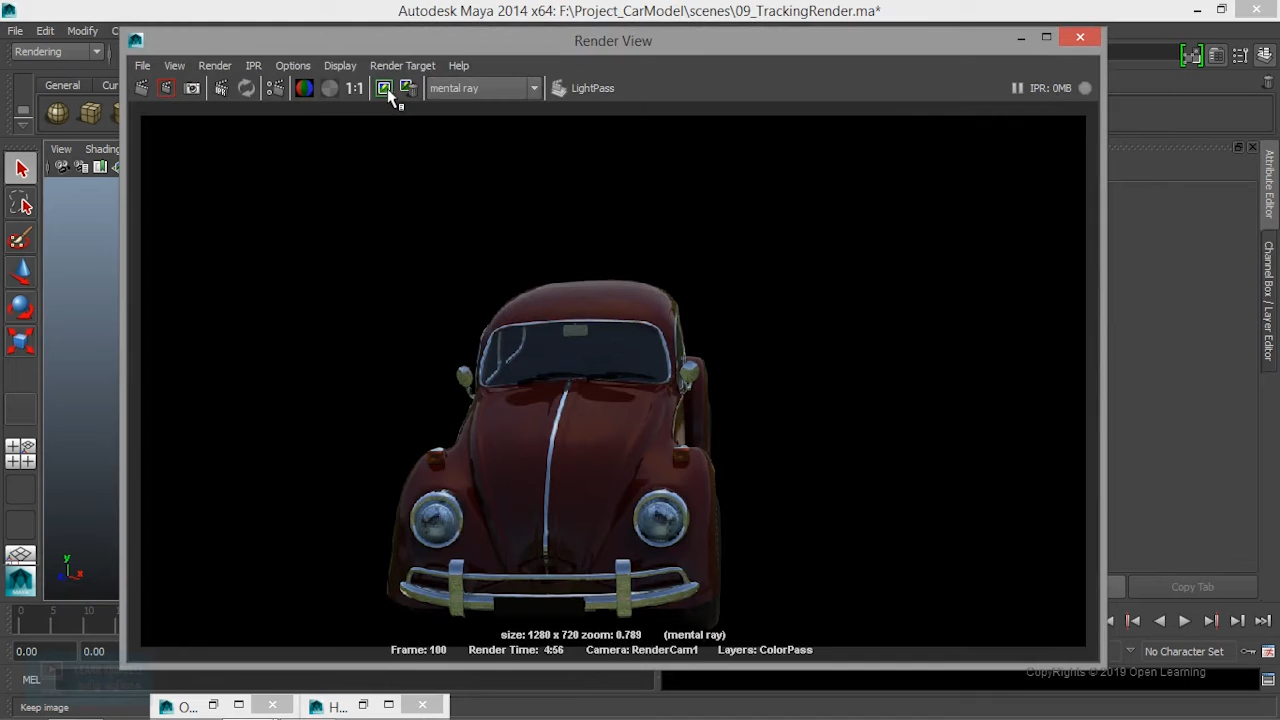 Autodesk Maya 2014 x64: F:\Project_CarModel\scenes\09_TrackingRender.ma*
File Edit Modify
Render View
Rendering
File View Render IPR Options Display Render Target Help
General
1:1
mental ray
LightPass
IPR: 0MB
View Shading
Attribute Editor
Channel Box / Layer Editor
y
x
Copy Tab
size: 1280 x 720 zoom: 0.789 (mental ray)
Frame: 100 Render Time: 4:56 Camera: RenderCam1 Layers: ColorPass
0 5 10
0.00 0.00
No Character Set
MEL
CopyRights © 2019 Open Learning
Keep image
O...
H...